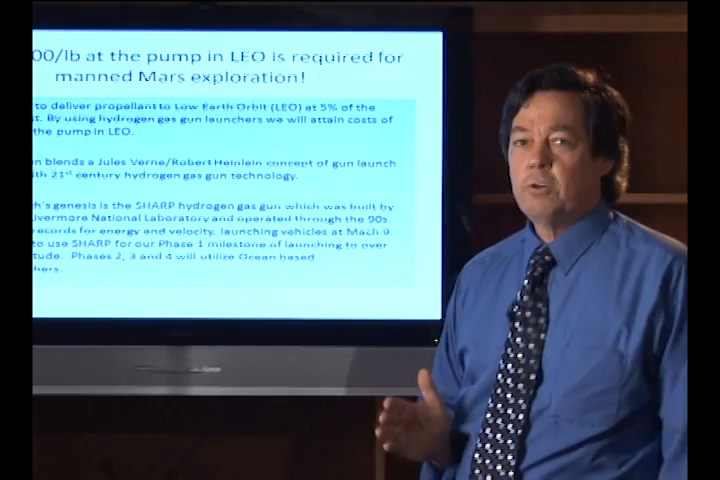 00/lb at the pump in LEO is required for
manned Mars exploration!
to deliver propellant to Low Earth Orbit (LEO) at 5% of the
t. By using hydrogen gas gun launchers we will attain costs of
the pump in LEO.
n blends a Jules Verne/Robert Heinlein concept of gun launch
ith 21st century hydrogen gas gun technology.
h's genesis is the SHARP hydrogen gas gun which was built by
ivermore National Laboratory and operated through the 90s.
records for energy and velocity, launching vehicles at Mach 9.
to use SHARP for our Phase 1 milestone of launching to over
tude. Phases 2, 3 and 4 will utilize Ocean based
hers.